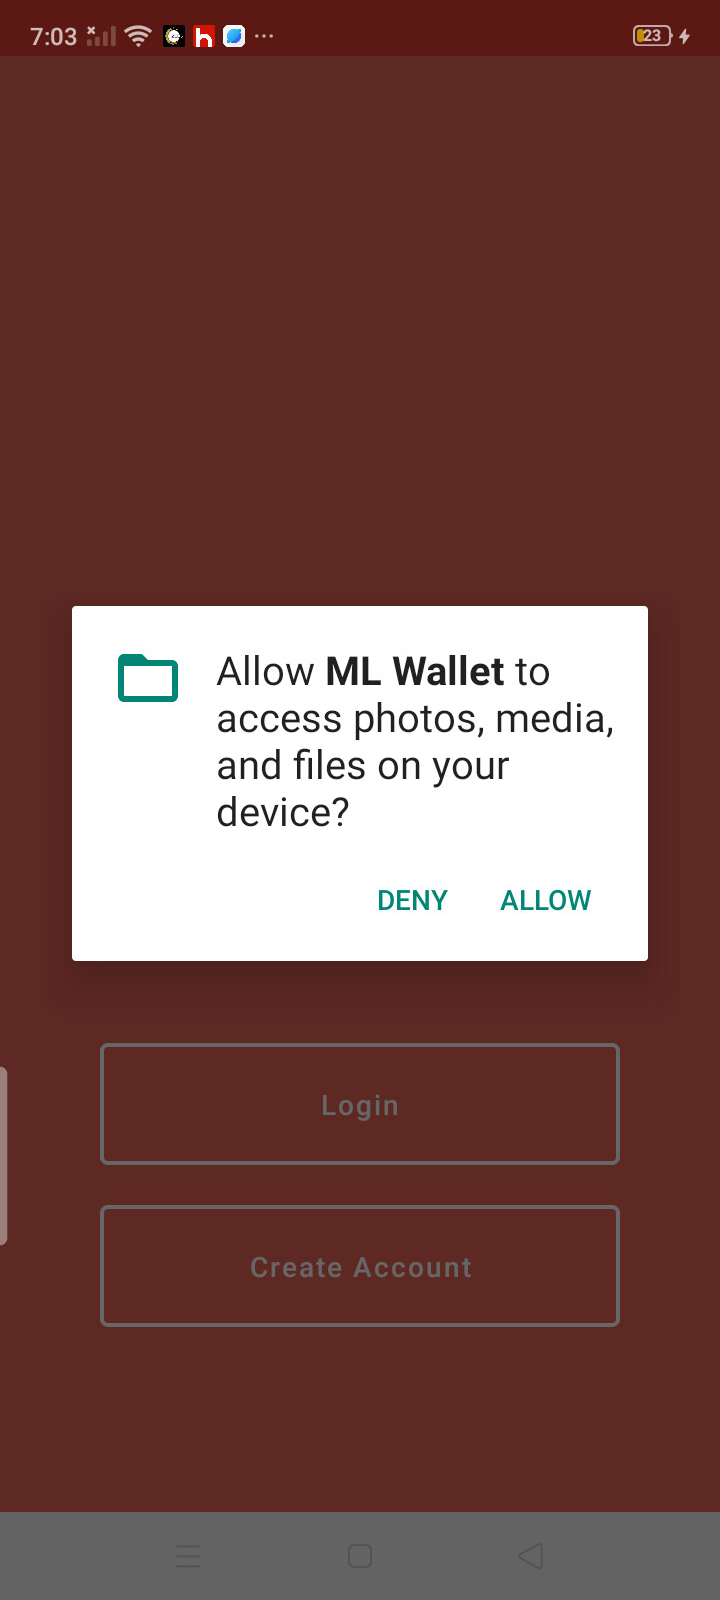 7:03
23
Allow ML Wallet to
access photos, media,
and files on your
device?
DENY ALLOW
Login
Create Account